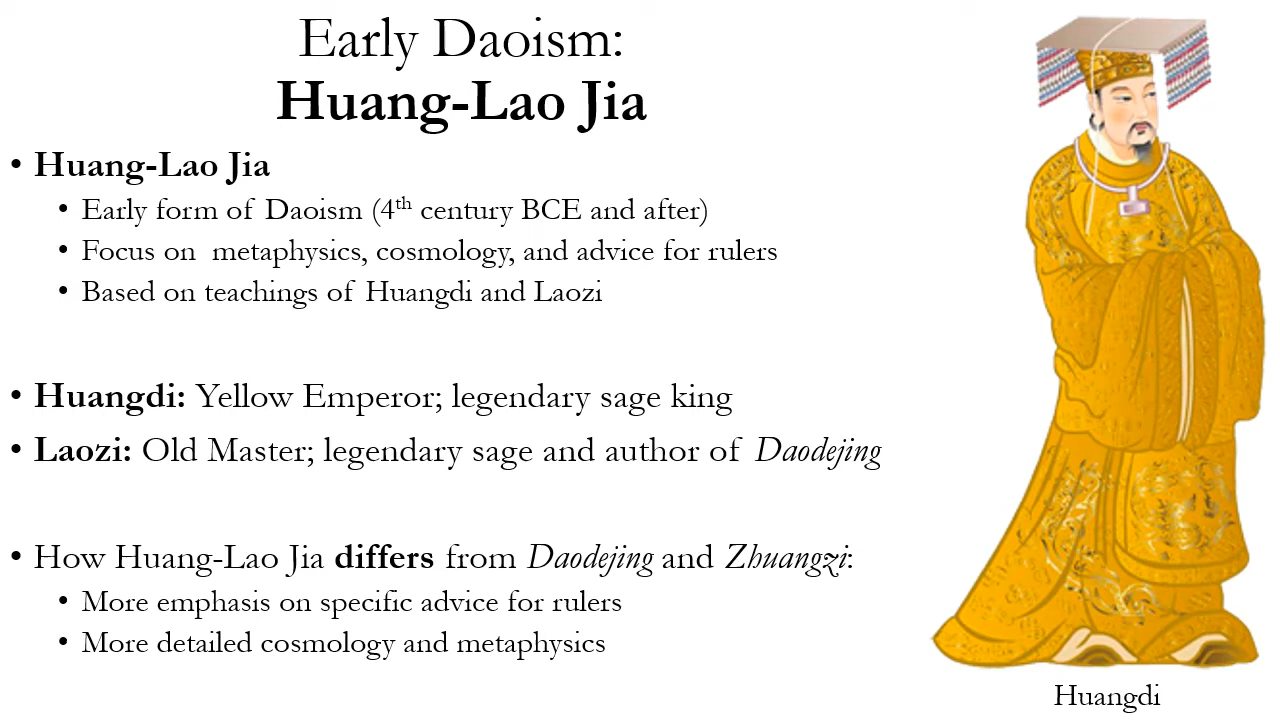 Early Daoism:
Huang-Lao Jia
• Huang-Lao Jia
• Early form of Daoism (4th century BCE and after)
• Focus on metaphysics, cosmology, and advice for rulers
• Based on teachings of Huangdi and Laozi
• Huangdi: Yellow Emperor; legendary sage king
• Laozi: Old Master; legendary sage and author of Daodejing
• How Huang-Lao Jia differs from Daodejing and Zhuangzi:
• More emphasis on specific advice for rulers
• More detailed cosmology and metaphysics
Huangdi